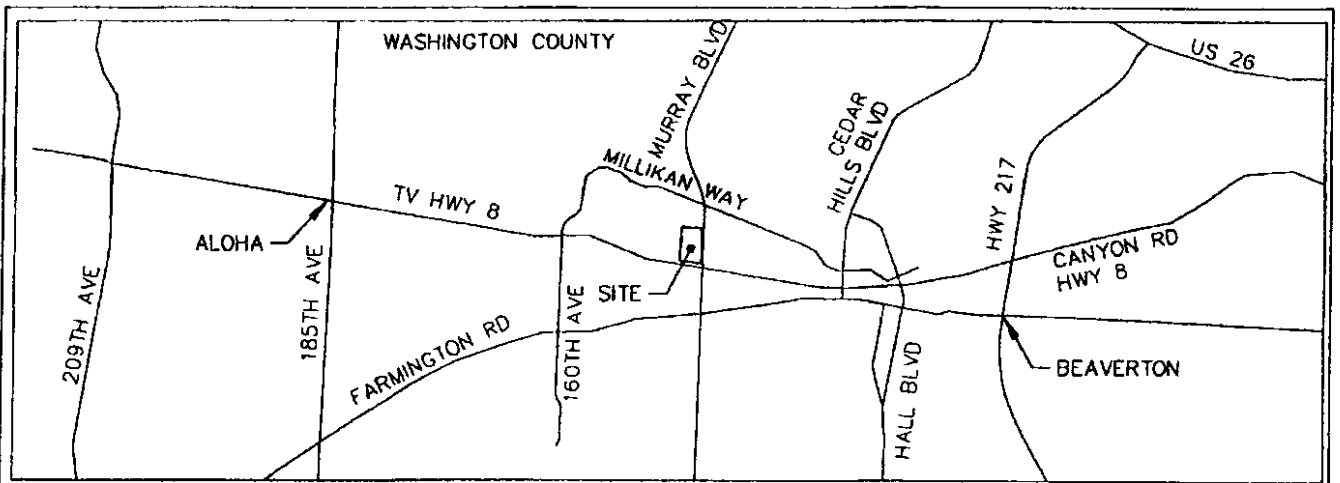 WASHINGTON COUNTY
MURRAY BLVD
CEDAR
HILLS BLVD
US 26
MILLIKAN WAY
TV HWY 8
HWY 217
ALOHA
CANYON RD
HWY 8
209TH AVE
185TH AVE
SITE
160TH AVE
FARMINGTON RD
BEAVERTON
HALL BLVD